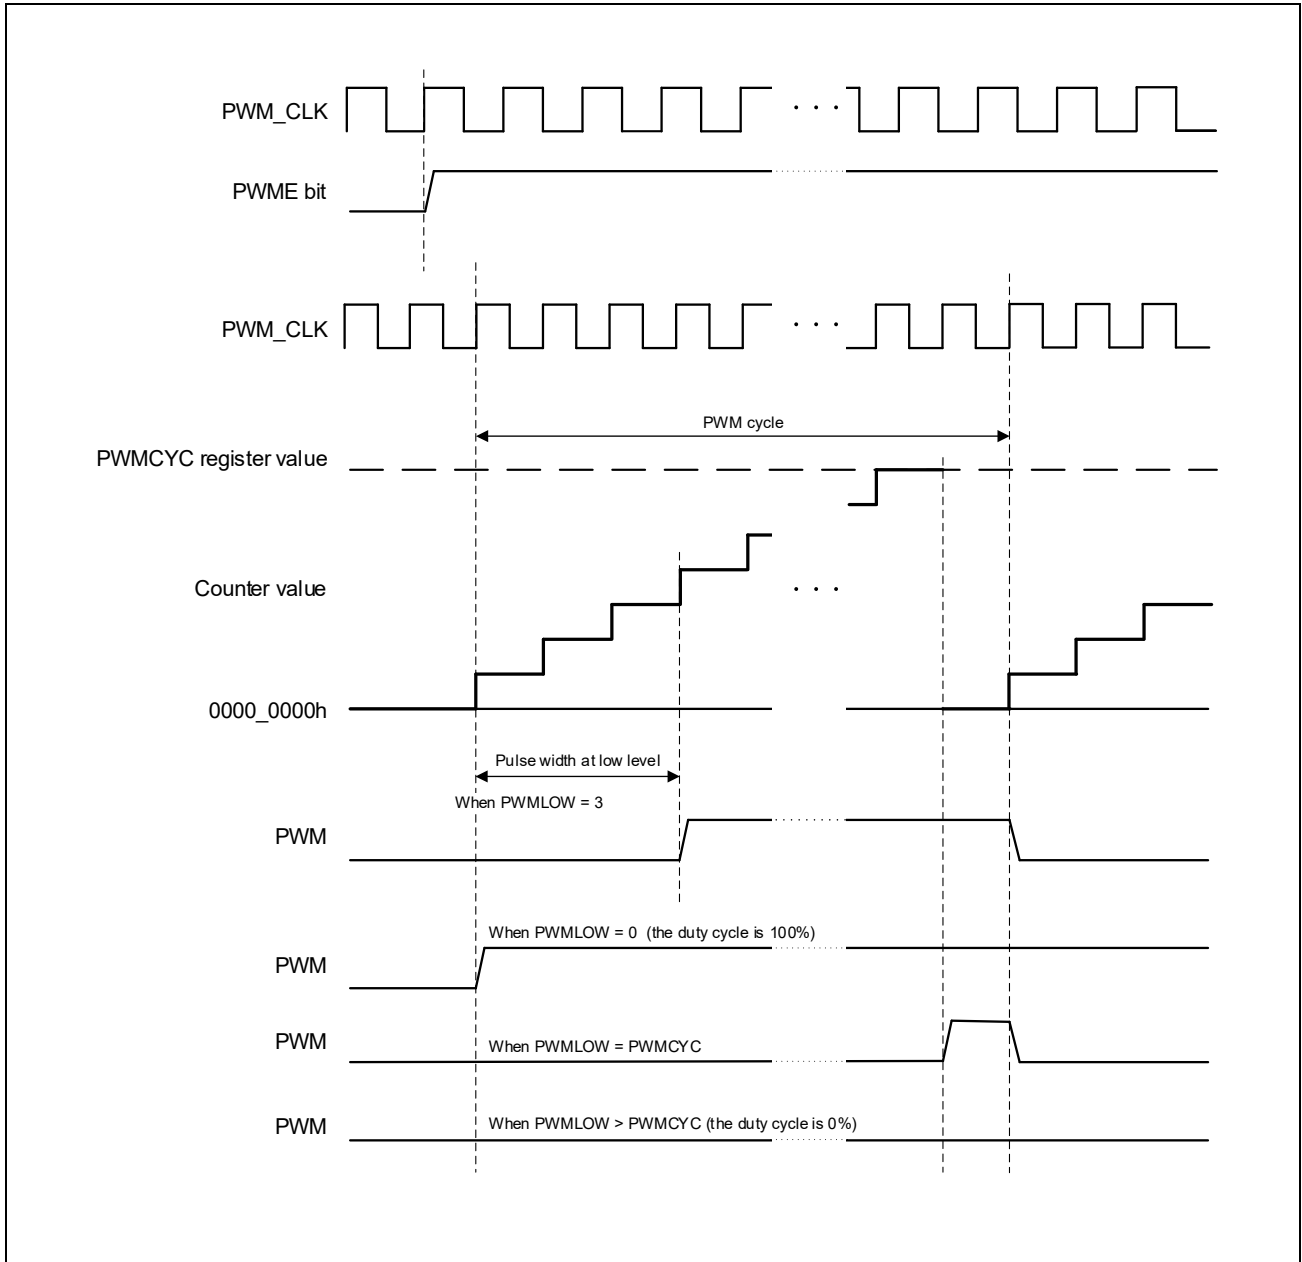 PWM_CLK
. . .
PWME bit
PWM_CLK
. . .
PWM cycle
PWMCYC register value
Counter value
. . .
0000_0000h
Pulse width at low level
When PWMLOW = 3
PWM
When PWMLOW = 0 (the duty cycle is 100%)
PWM
PWM
When PWMLOW = PWMCYC
PWM
When PWMLOW > PWMCYC (the duty cycle is 0%)